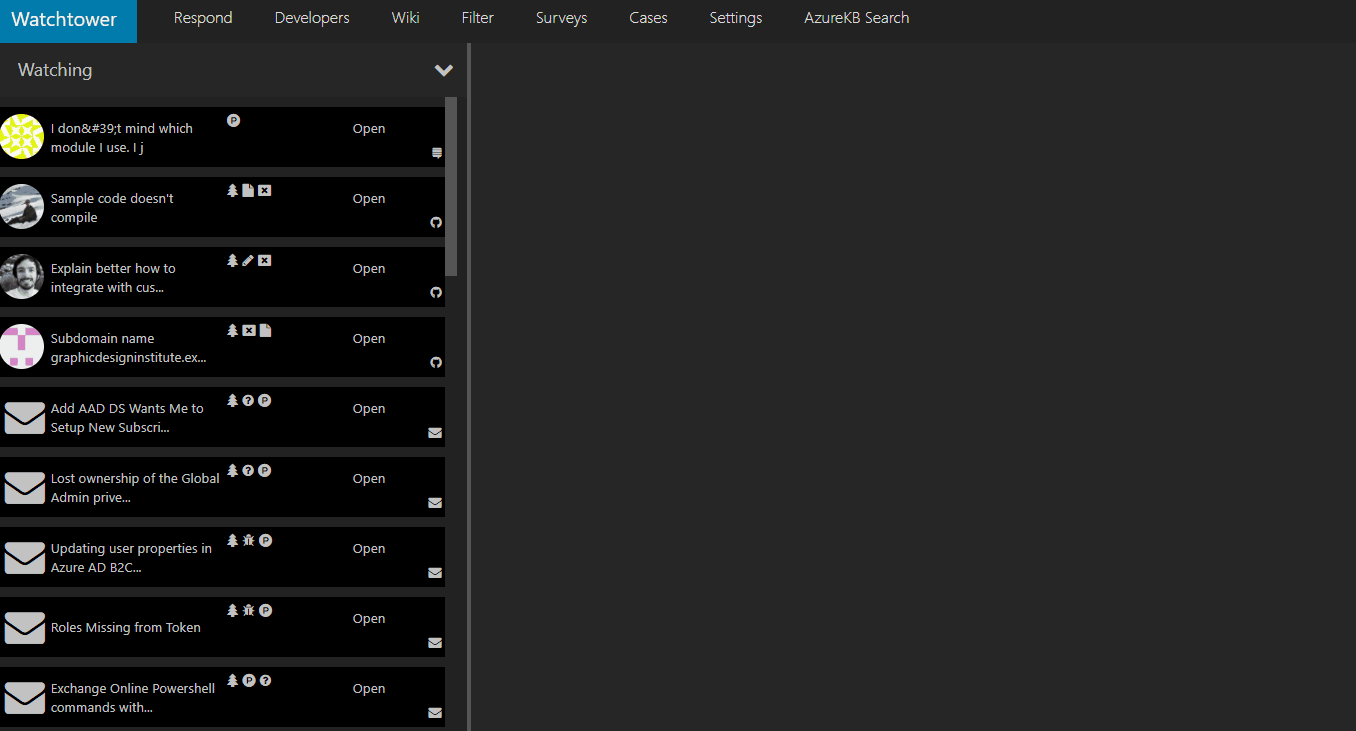 Watchtower Respond Developers Wiki Filter Surveys Cases Settings AzureKB Search
Watching
I don&#39;t mind which
module I use. I j
P
Open
Sample code doesn't
compile
Open
Explain better how to
integrate with cus...
Open
Subdomain name
graphicdesigninstitute.ex...
Open
Add AAD DS Wants Me to
Setup New Subscri...
? P
Open
Lost ownership of the Global
Admin prive...
? P
Open
Updating user properties in
Azure AD B2C...
P
Open
Roles Missing from Token
P
Open
Exchange Online Powershell
commands with...
P ?
Open